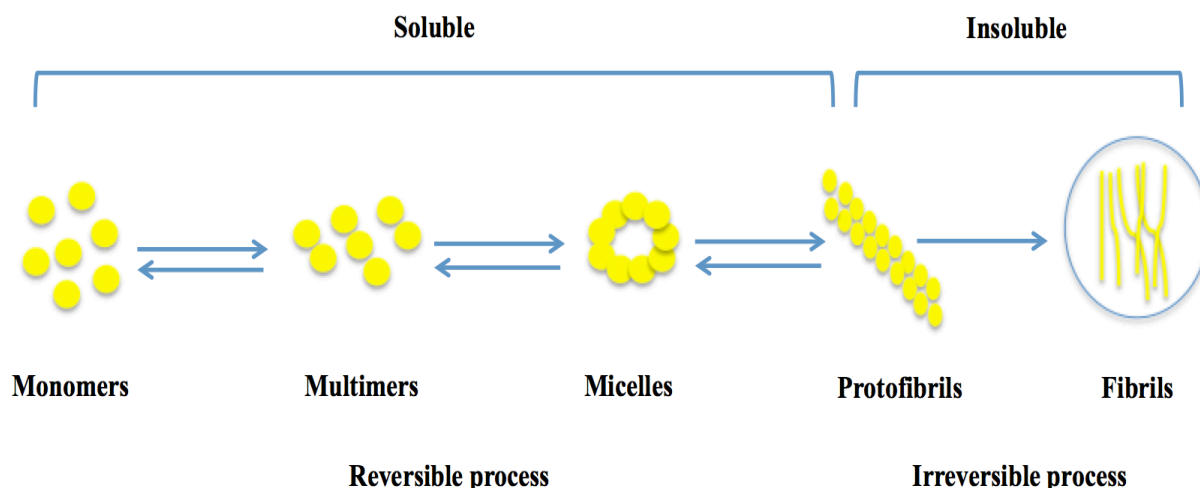 Soluble
Insoluble
Monomers
Multimers
Micelles
Protofibrils
Fibrils
Reversible process
Irreversible process